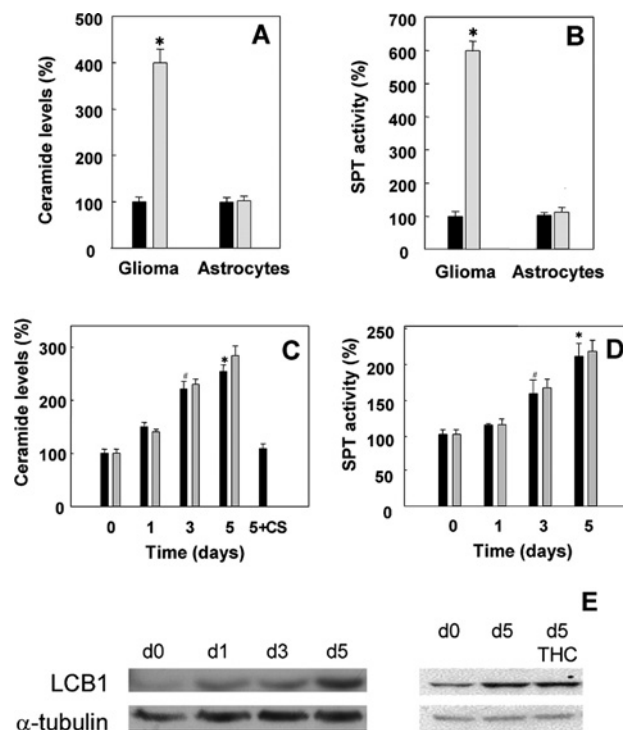 A
Ceramide levels (%)
500
400
300
200
100
0
*
Glioma Astrocytes
B
SPT activity (%)
700
600
500
400
300
200
100
0
*
Glioma Astrocytes
C
Ceramide levels (%)
300
200
100
0
#
*
0 1 3 5 5+CS
Time (days)
D
SPT activity (%)
250
200
150
100
50
0
#
*
0 1 3 5
Time (days)
E
d0 d1 d3 d5
d0 d5 d5
THC
LCB1
α-tubulin